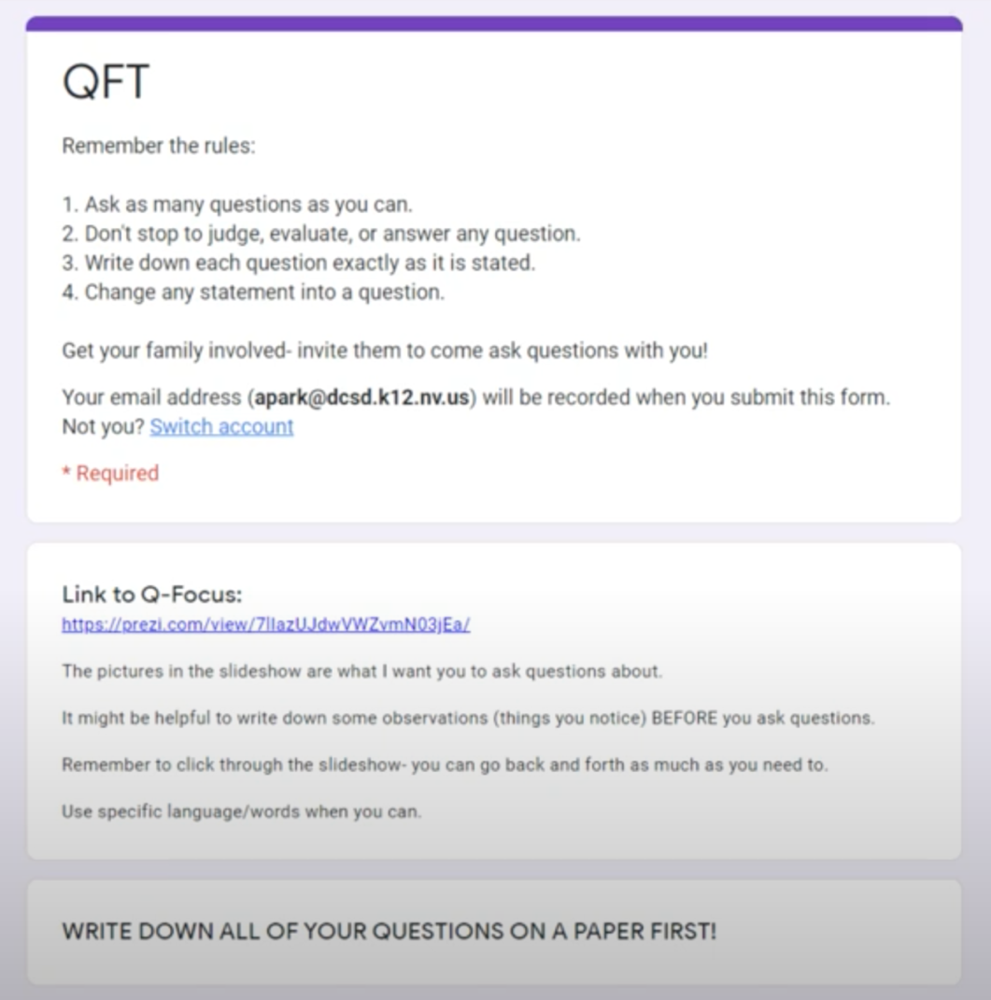 QFT
Remember the rules:
1. Ask as many questions as you can.
2. Don't stop to judge, evaluate, or answer any question.
3. Write down each question exactly as it is stated.
4. Change any statement into a question.
Get your family involved- invite them to come ask questions with you!
Your email address (apark@dcsd.k12.nv.us) will be recorded when you submit this form.
Not you? Switch account
* Required
Link to Q-Focus:
https://prezi.com/view/7llazUJdwVWZvmN03jEa/
The pictures in the slideshow are what I want you to ask questions about.
It might be helpful to write down some observations (things you notice) BEFORE you ask questions.
Remember to click through the slideshow- you can go back and forth as much as you need to.
Use specific language/words when you can.
WRITE DOWN ALL OF YOUR QUESTIONS ON A PAPER FIRST!